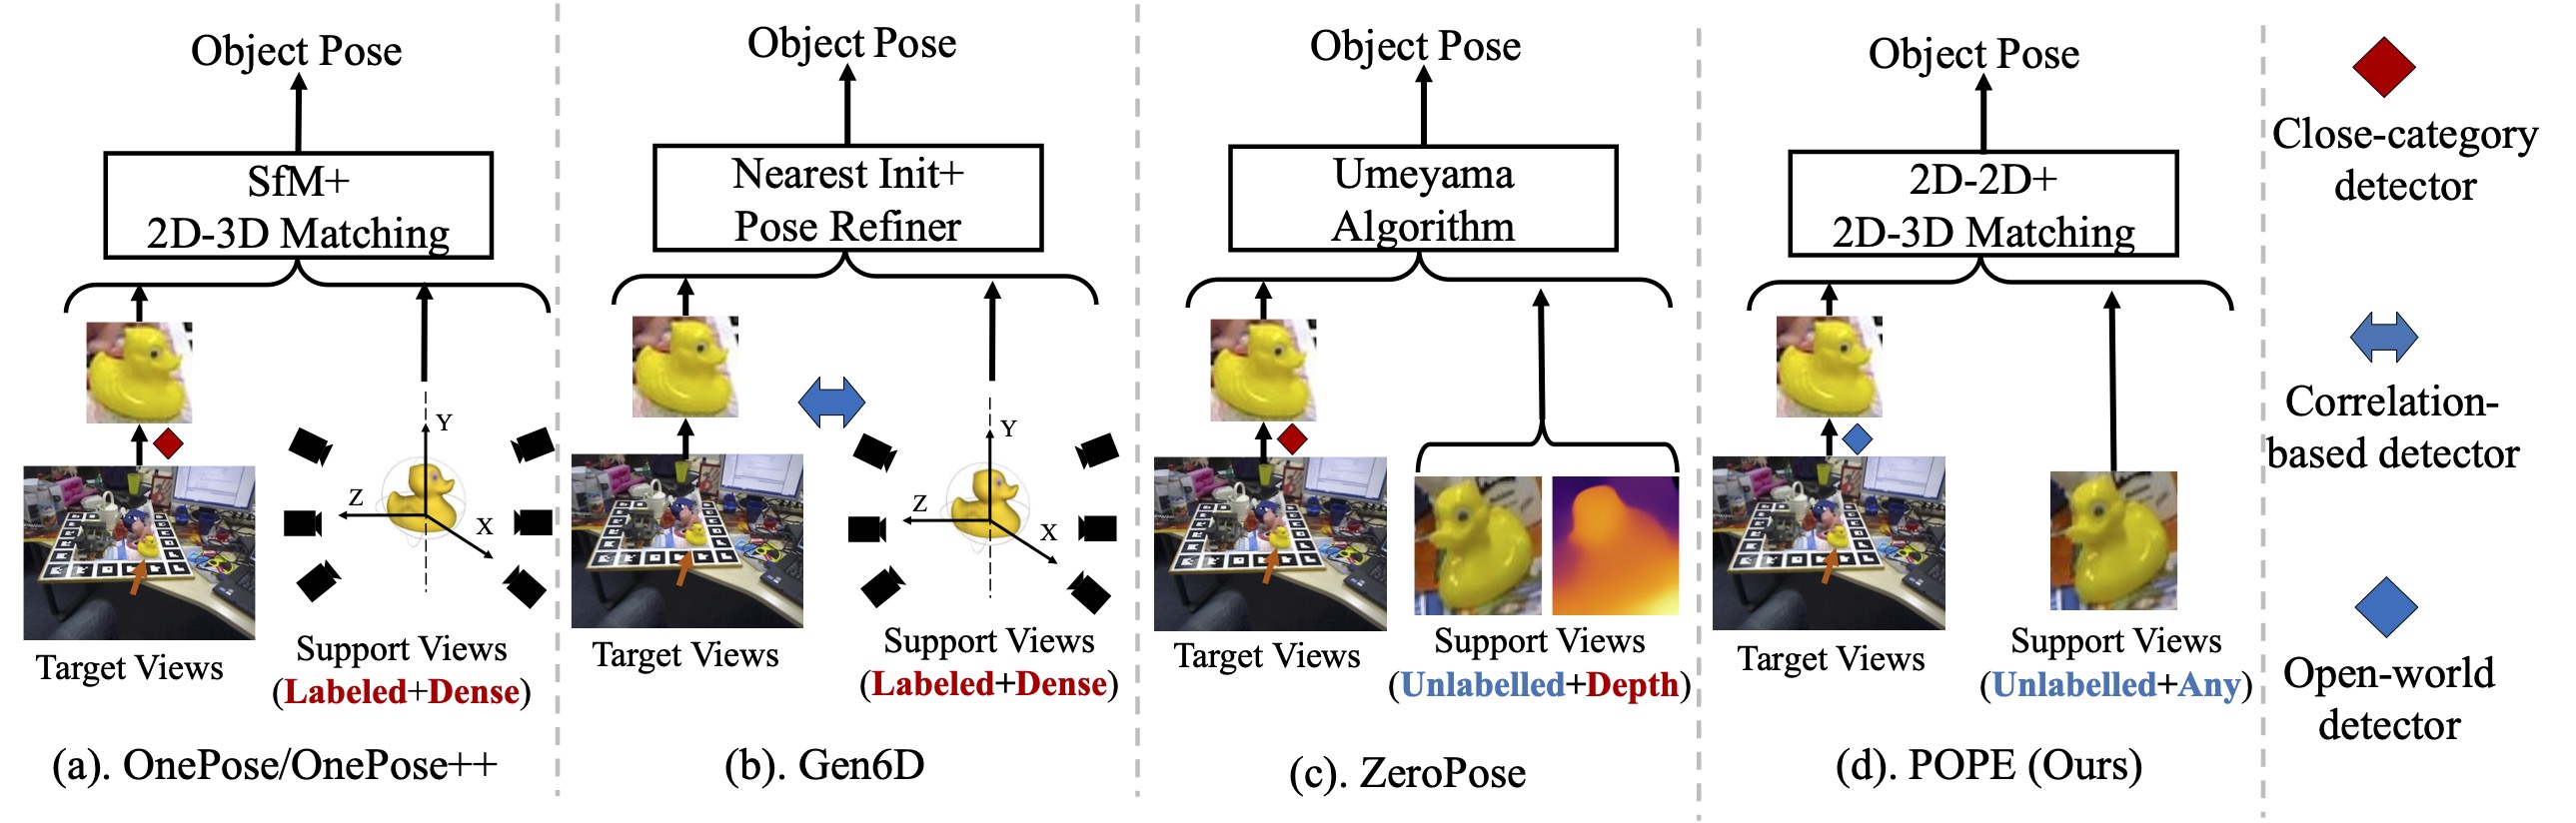 Object Pose
SfM+
2D-3D Matching
Y
Z
X
Target Views
Support Views
(Labeled+Dense)
(a). OnePose/OnePose++
Object Pose
Nearest Init+
Pose Refiner
Y
Z
X
Target Views
Support Views
(Labeled+Dense)
(b). Gen6D
Object Pose
Umeyama
Algorithm
Target Views
Support Views
(Unlabelled+Depth)
(c). ZeroPose
Object Pose
2D-2D+
2D-3D Matching
Target Views
Support Views
(Unlabelled+Any)
(d). POPE (Ours)
Close-category
detector
Correlation-
based detector
Open-world
detector